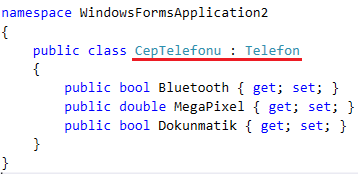 namespace WindowsFormsApplication2
{
    public class CepTelefonu : Telefon
    {
        public bool Bluetooth { get; set; }
        public double MegaPixel { get; set; }
        public bool Dokunmatik { get; set; }
    }
}